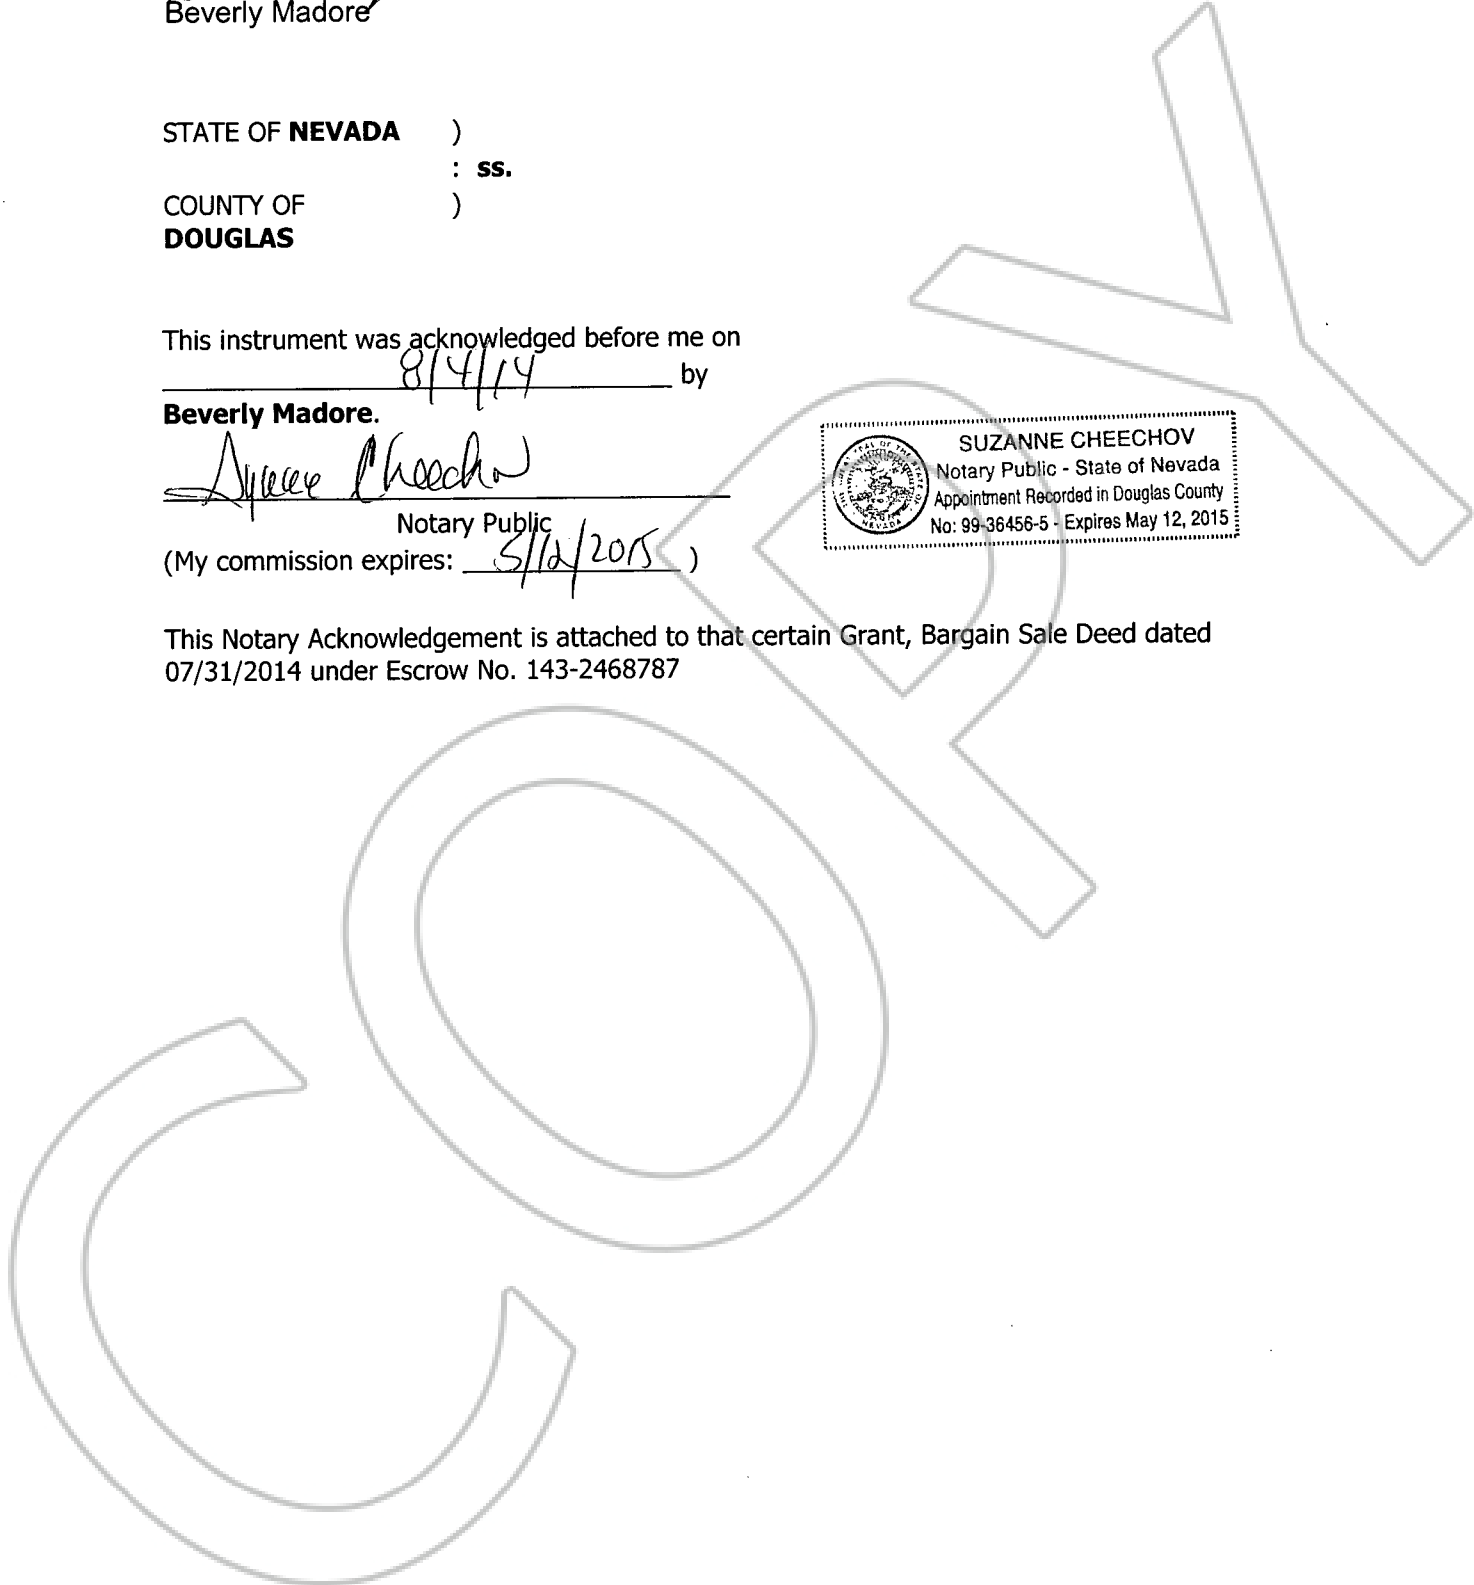 Beverly Madore
STATE OF NEVADA )
: ss.
COUNTY OF )
DOUGLAS
This instrument was acknowledged before me on
8/4/14 by
Beverly Madore.
Suzanne Cheechov
Notary Public
(My commission expires: 5/12/2015 )
SUZANNE CHEECHOV
Notary Public - State of Nevada
Appointment Recorded in Douglas County
No: 99-36456-5 - Expires May 12, 2015
This Notary Acknowledgement is attached to that certain Grant, Bargain Sale Deed dated
07/31/2014 under Escrow No. 143-2468787
COPY